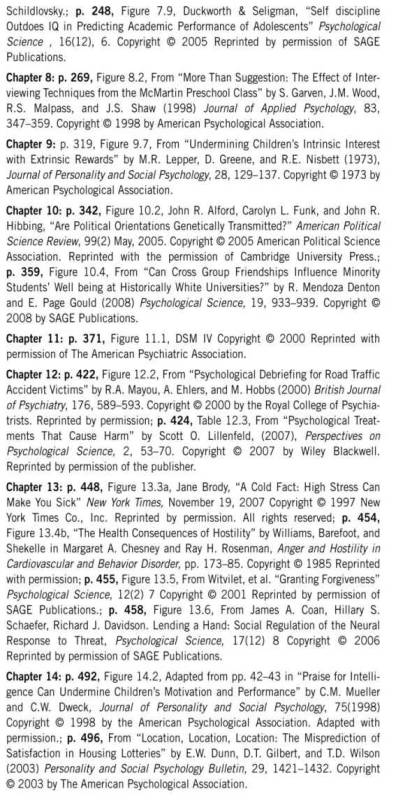 Schildlovsky.; p. 248, Figure 7.9, Duckworth & Seligman, “Self discipline
Outdoes IQ in Predicting Academic Performance of Adolescents” Psychological
Science , 16(12), 6. Copyright © 2005 Reprinted by permission of SAGE
Publications.
Chapter 8: p. 269, Figure 8.2, From “More Than Suggestion: The Effect of Inter-
viewing Techniques from the McMartin Preschool Class” by S. Garven, J.M. Wood,
R.S. Malpass, and J.S. Shaw (1998) Journal of Applied Psychology, 83,
347–359. Copyright © 1998 by American Psychological Association.
Chapter 9: p. 319, Figure 9.7, From “Undermining Children’s Intrinsic Interest
with Extrinsic Rewards” by M.R. Lepper, D. Greene, and R.E. Nisbett (1973),
Journal of Personality and Social Psychology, 28, 129–137. Copyright © 1973 by
American Psychological Association.
Chapter 10: p. 342, Figure 10.2, John R. Alford, Carolyn L. Funk, and John R.
Hibbing, “Are Political Orientations Genetically Transmitted?” American Political
Science Review, 99(2) May, 2005. Copyright © 2005 American Political Science
Association. Reprinted with the permission of Cambridge University Press.;
p. 359, Figure 10.4, From “Can Cross Group Friendships Influence Minority
Students’ Well being at Historically White Universities?” by R. Mendoza Denton
and E. Page Gould (2008) Psychological Science, 19, 933–939. Copyright ©
2008 by SAGE Publications.
Chapter 11: p. 371, Figure 11.1, DSM IV Copyright © 2000 Reprinted with
permission of The American Psychiatric Association.
Chapter 12: p. 422, Figure 12.2, From “Psychological Debriefing for Road Traffic
Accident Victims” by R.A. Mayou, A. Ehlers, and M. Hobbs (2000) British Journal
of Psychiatry, 176, 589–593. Copyright © 2000 by the Royal College of Psychia-
trists. Reprinted by permission; p. 424, Table 12.3, From “Psychological Treat-
ments That Cause Harm” by Scott O. Lillenfeld, (2007), Perspectives on
Psychological Science, 2, 53–70. Copyright © 2007 by Wiley Blackwell.
Reprinted by permission of the publisher.
Chapter 13: p. 448, Figure 13.3a, Jane Brody, “A Cold Fact: High Stress Can
Make You Sick” New York Times, November 19, 2007 Copyright © 1997 New
York Times Co., Inc. Reprinted by permission. All rights reserved; p. 454,
Figure 13.4b, “The Health Consequences of Hostility” by Williams, Barefoot, and
Shekelle in Margaret A. Chesney and Ray H. Rosenman, Anger and Hostility in
Cardiovascular and Behavior Disorder, pp. 173–85. Copyright © 1985 Reprinted
with permission; p. 455, Figure 13.5, From Witvilet, et al. “Granting Forgiveness”
Psychological Science, 12(2) 7 Copyright © 2001 Reprinted by permission of
SAGE Publications.; p. 458, Figure 13.6, From James A. Coan, Hillary S.
Schaefer, Richard J. Davidson. Lending a Hand: Social Regulation of the Neural
Response to Threat, Psychological Science, 17(12) 8 Copyright © 2006
Reprinted by permission of SAGE Publications.
Chapter 14: p. 492, Figure 14.2, Adapted from pp. 42–43 in “Praise for Intelli-
gence Can Undermine Children’s Motivation and Performance” by C.M. Mueller
and C.W. Dweck, Journal of Personality and Social Psychology, 75(1998)
Copyright © 1998 by the American Psychological Association. Adapted with
permission.; p. 496, From “Location, Location, Location: The Misprediction of
Satisfaction in Housing Lotteries” by E.W. Dunn, D.T. Gilbert, and T.D. Wilson
(2003) Personality and Social Psychology Bulletin, 29, 1421–1432. Copyright
© 2003 by The American Psychological Association.